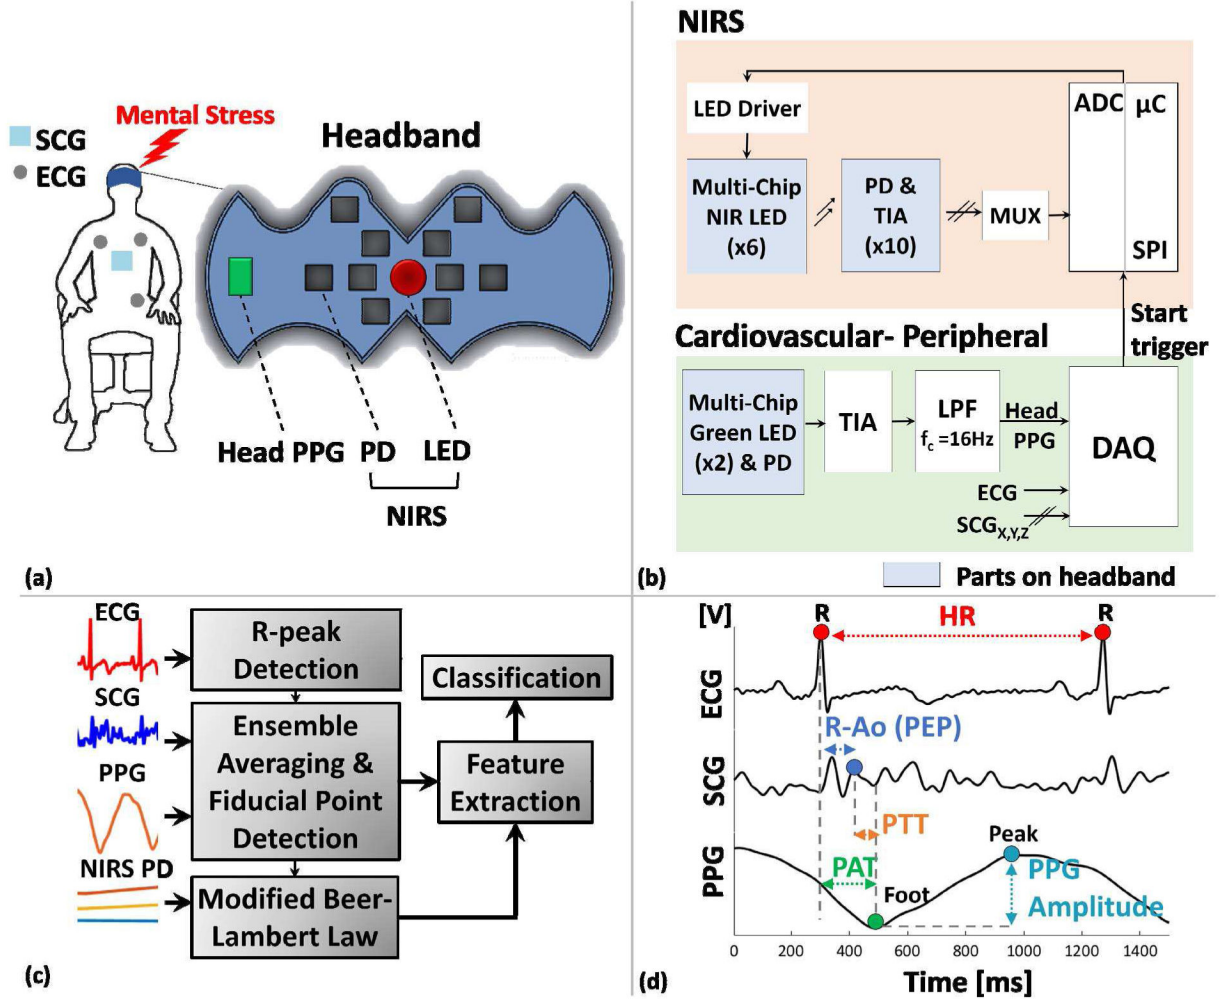 Mental Stress
SCG
ECG
Headband
Head PPG PD LED
NIRS
(a)
NIRS
LED Driver
ADC µC
Multi-Chip
NIR LED
(x6)
PD &
TIA
(x10)
MUX
SPI
Start
trigger
Cardiovascular- Peripheral
Multi-Chip
Green LED
(x2) & PD
TIA
LPF
fc =16Hz
Head
PPG
DAQ
ECG
SCGX,Y,Z
Parts on headband
(b)
ECG
R-peak
Detection
SCG
Ensemble
Averaging &
Fiducial Point
Detection
PPG
NIRS PD
Modified Beer-
Lambert Law
Classification
Feature
Extraction
(c)
[V]
R
HR
R
ECG
R-Ao (PEP)
SCG
PTT
PPG
PAT
Foot
Peak
PPG
Amplitude
0 200 400 600 800 1000 1200 1400
Time [ms]
(d)